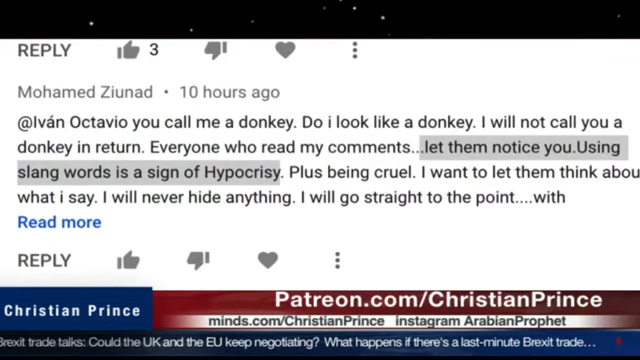 REPLY 3
Mohamed Ziunad • 10 hours ago
@Iván Octavio you call me a donkey. Do i look like a donkey. I will not call you a
donkey in return. Everyone who read my comments...let them notice you.Using
slang words is a sign of Hypocrisy. Plus being cruel. I want to let them think abou
what i say. I will never hide anything. I will go straight to the point....with
Read more
REPLY
Christian Prince
Patreon.com/ChristianPrince
minds.com/ChristianPrince instagram ArabianProphet
Brexit trade talks: Could the UK and the EU keep negotiating? What happens if there's a last-minute Brexit trade...